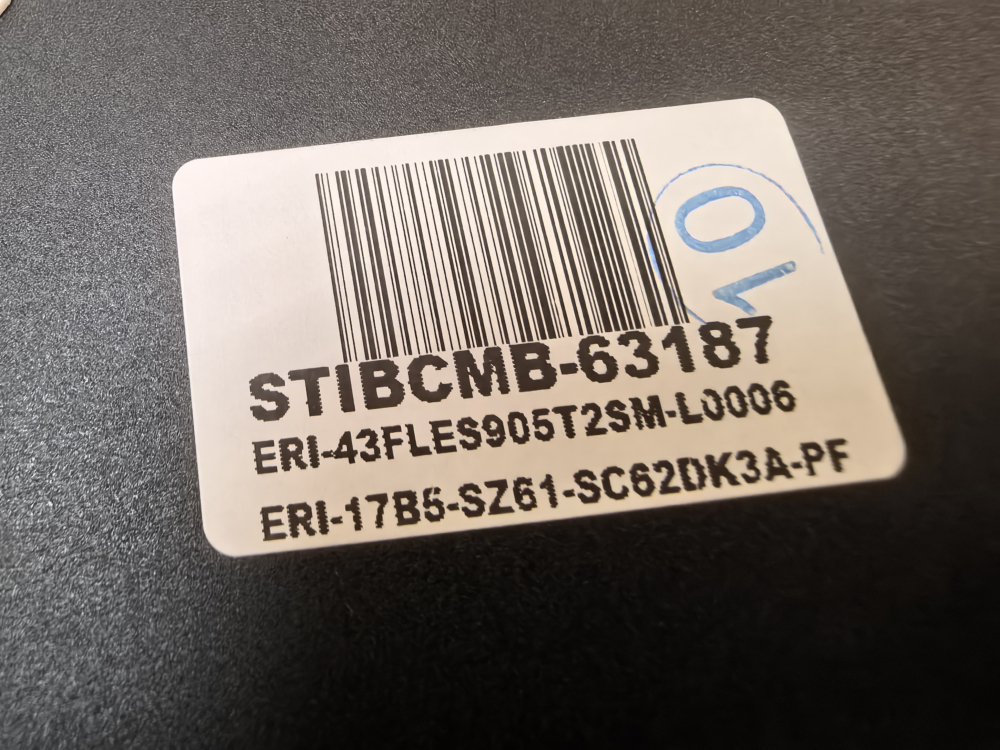 STIBCMB-63187
ERI-43FLES905T2SM-L0006
ERI-17B5-SZ61-SC62DK3A-PF
10